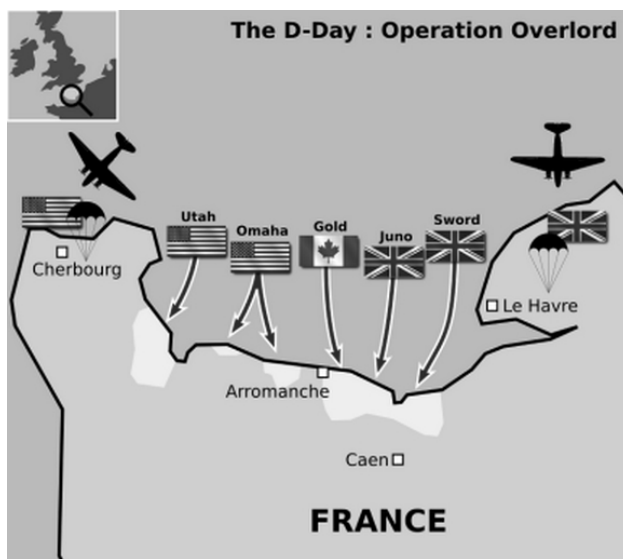 The D-Day : Operation Overlord
Utah
Omaha
Gold
Juno
Sword
Cherbourg
Le Havre
Arromanche
Caen
FRANCE